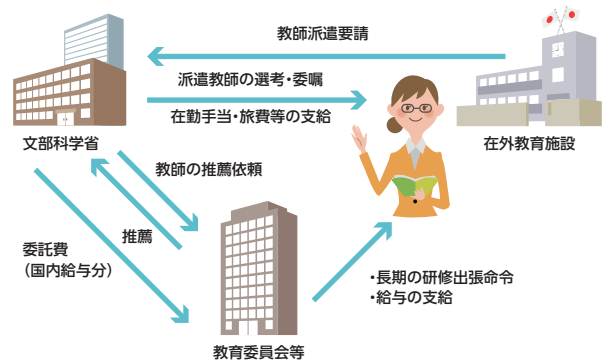 教師派遣要請
派遣教師の選考・委嘱
在勤手当・旅費等の支給
文部科学省
在外教育施設
教師の推薦依頼
推薦
委託費
（国内給与分）
・長期の研修出張命令
・給与の支給
教育委員会等